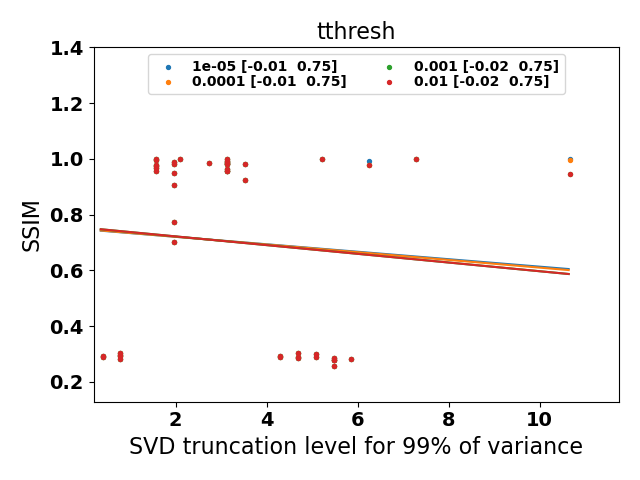 tthresh
1e-05 [-0.01  0.75]
0.0001 [-0.01  0.75]
0.001 [-0.02  0.75]
0.01 [-0.02  0.75]
1.4
1.2
1.0
0.8
0.6
0.4
0.2
SSIM
2 4 6 8 10
SVD truncation level for 99% of variance